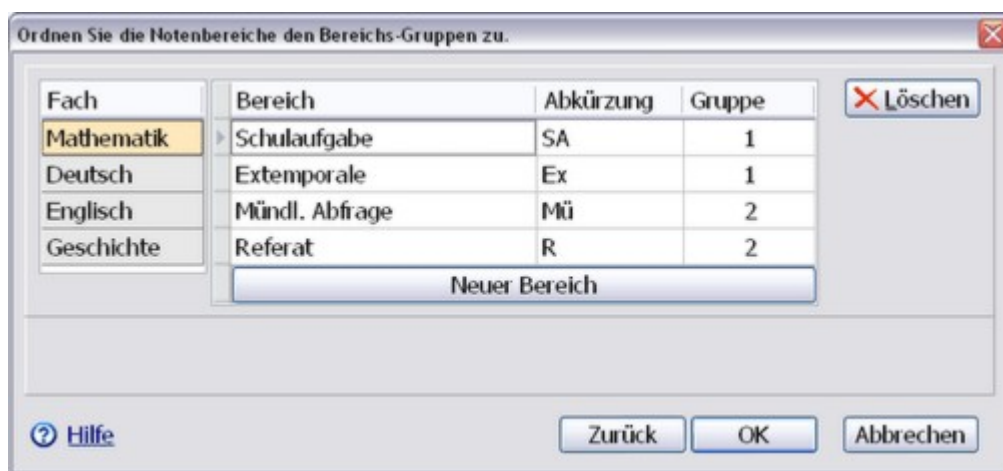 Ordnen Sie die Notenbereiche den Bereichs-Gruppen zu.
Fach Bereich Abkürzung Gruppe Löschen
Mathematik Schulaufgabe SA 1
Deutsch Extemporale Ex 1
Englisch Mündl. Abfrage Mü 2
Geschichte Referat R 2
Neuer Bereich
Hilfe Zurück OK Abbrechen